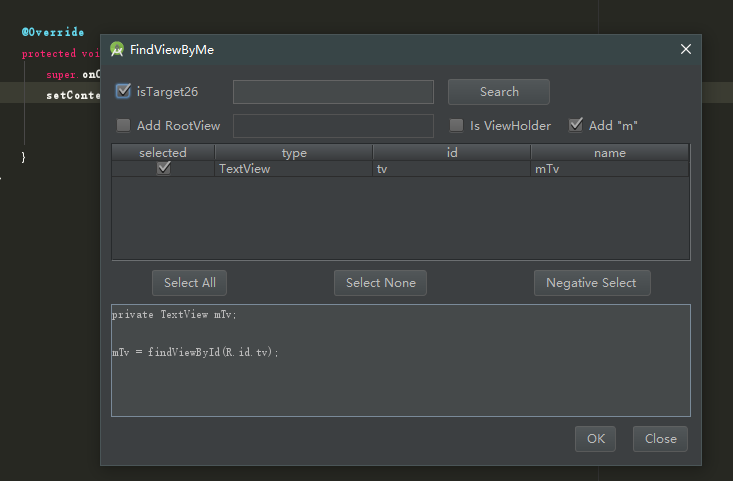 @Override
FindViewByMe
protected voi
super.onC
isTarget26
Search
setConte
Add RootView
Is ViewHolder
Add "m"
selected
type
id
name
TextView
tv
mTv
}
Select All
Select None
Negative Select
private TextView mTv;
mTv = findViewById(R.id.tv);
OK
Close